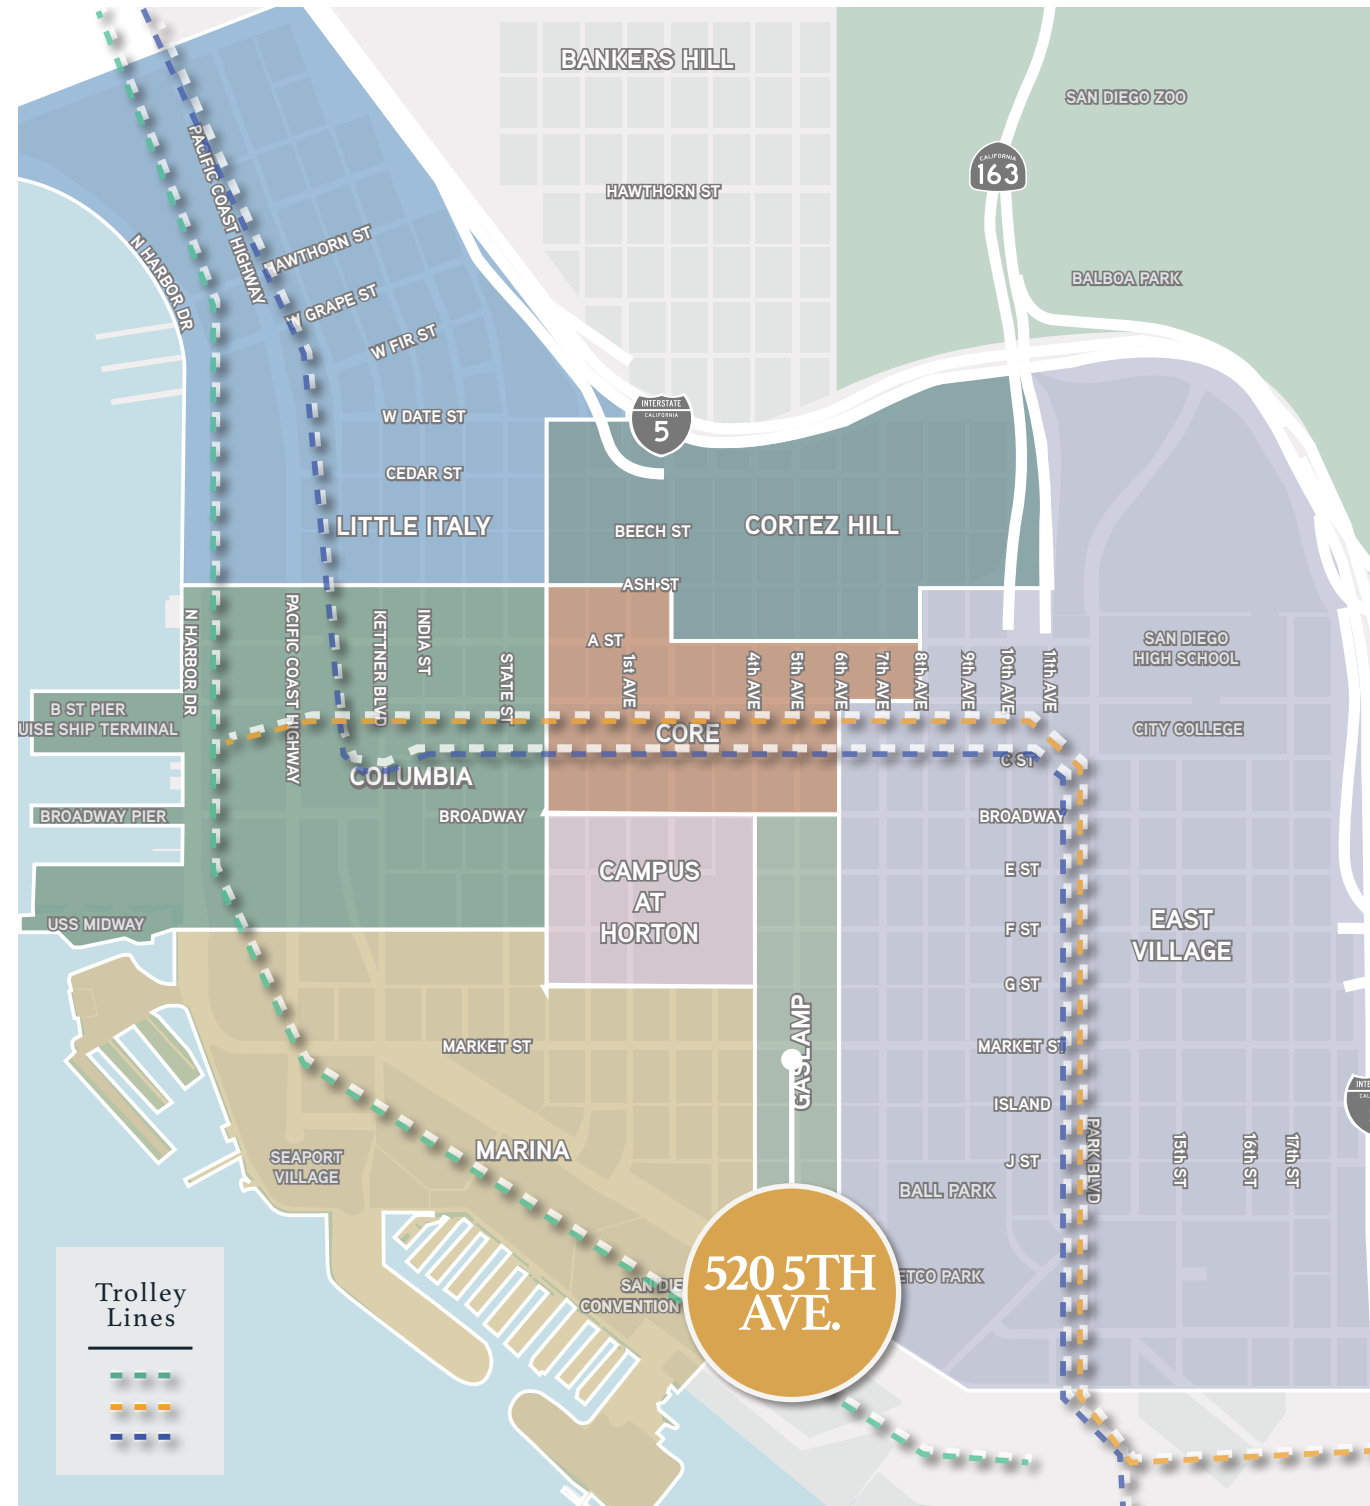 BANKERS HILL
SAN DIEGO ZOO
CALIFORNIA
163
HAWTHORN ST
PACIFIC COAST HIGHWAY
N HARBOR DR
HAWTHORN ST
W GRAPE ST
W FIR ST
BALBOA PARK
W DATE ST
INTERSTATE
CALIFORNIA
5
CEDAR ST
LITTLE ITALY
BEECH ST
CORTEZ HILL
ASH ST
N HARBOR DR
PACIFIC COAST HIGHWAY
KETTNER BLVD
INDIA ST
STATE ST
A ST
1st AVE
4th AVE
5th AVE
6th AVE
7th AVE
8th AVE
9th AVE
10th AVE
11th AVE
SAN DIEGO
HIGH SCHOOL
B ST PIER
UISE SHIP TERMINAL
CORE
CITY COLLEGE
C ST
COLUMBIA
BROADWAY PIER
BROADWAY
BROADWAY
CAMPUS
AT
HORTON
E ST
USS MIDWAY
F ST
EAST
VILLAGE
G ST
GASLAMP
MARKET ST
MARKET ST
INTE
CAL
ISLAND
PARK BLVD
15th ST
16th ST
17th ST
MARINA
J ST
SEAPORT
VILLAGE
BALL PARK
520 5TH
AVE.
ETCO PARK
SAN DIE
CONVENTION
Trolley
Lines